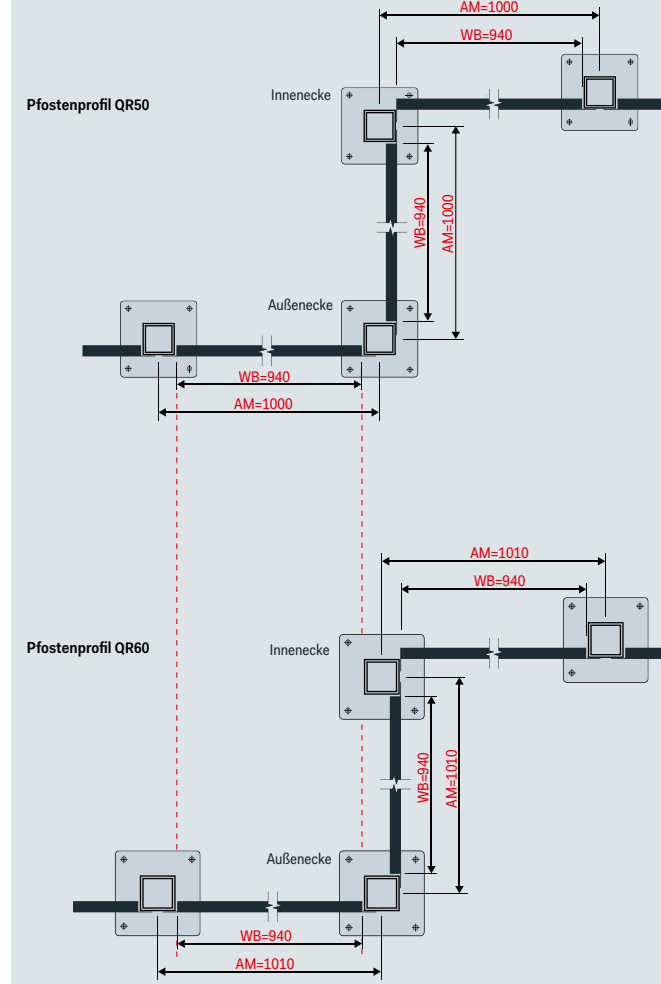 AM=1000
WB=940
Innenecke
Pfostenprofil QR50
WB=940
AM=1000
Außenecke
WB=940
AM=1000
AM=1010
WB=940
Pfostenprofil QR60
Innenecke
WB=940
AM=1010
Außenecke
WB=940
AM=1010